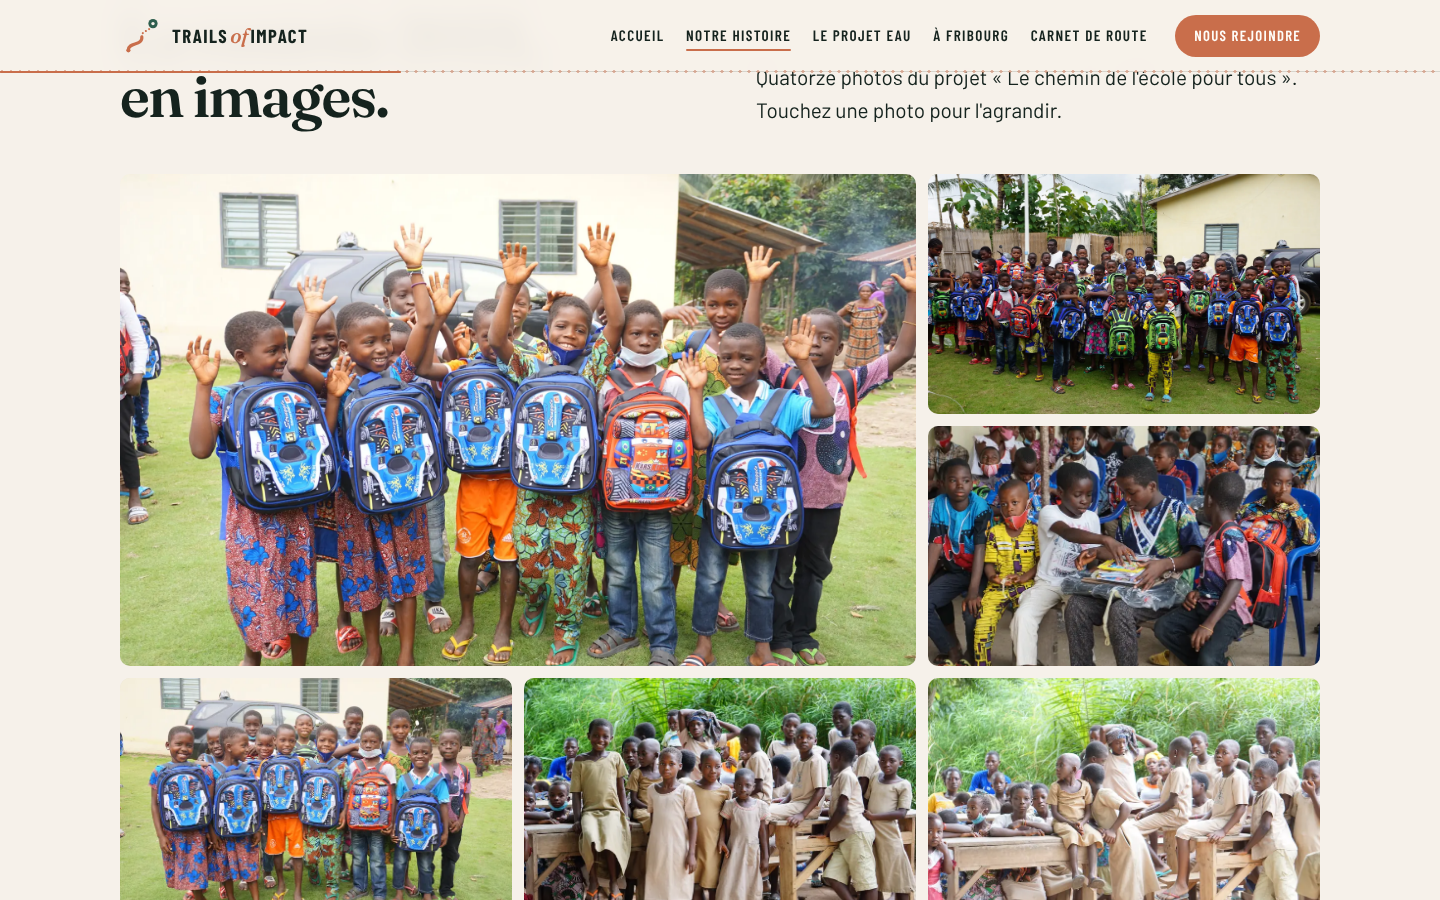 TRAILS of IMPACT
ACCUEIL
NOTRE HISTOIRE
LE PROJET EAU
À FRIBOURG
CARNET DE ROUTE
NOUS REJOINDRE
en images.
Quatorze photos du projet « Le chemin de l'école pour tous ».
Touchez une photo pour l'agrandir.